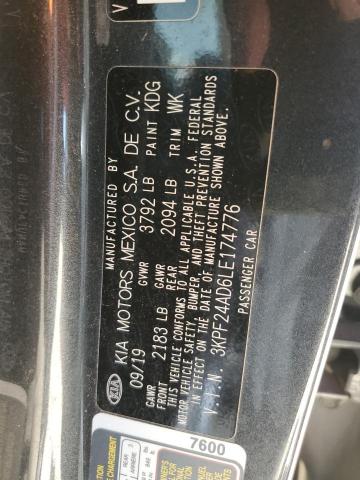 MANUFACTURED BY
KIA MOTORS MEXICO S.A. DE C.V.
09/19 GVWR 3792 LB PAINT KDG
GAWR FRONT 2183 LB GAWR REAR 2094 LB TRIM WK
THIS VEHICLE CONFORMS TO ALL APPLICABLE U.S.A. FEDERAL
MOTOR VEHICLE SAFETY, BUMPER, AND THEFT PREVENTION STANDARDS
IN EFFECT ON THE DATE OF MANUFACTURE SHOWN ABOVE.
V.I.N. 3KPF24AD6LE174776
PASSENGER CAR
KIA
7600
REAR